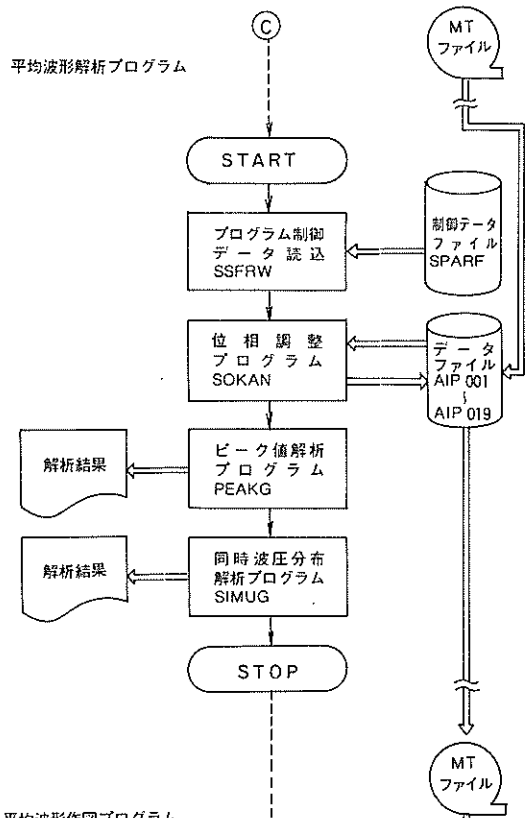 C
MT
ファイル
平均波形解析プログラム
START
プログラム制御
データ読込
SSFRW
制御データ
ファイル
SPARF
位相調整
プログラム
SOKAN
データ
ファイル
AIP 001
〜
AIP 019
ピーク値解析
プログラム
PEAKG
解析結果
同時波圧分布
解析プログラム
SIMUG
解析結果
STOP
MT
ファイル
平均波形作図プログラム